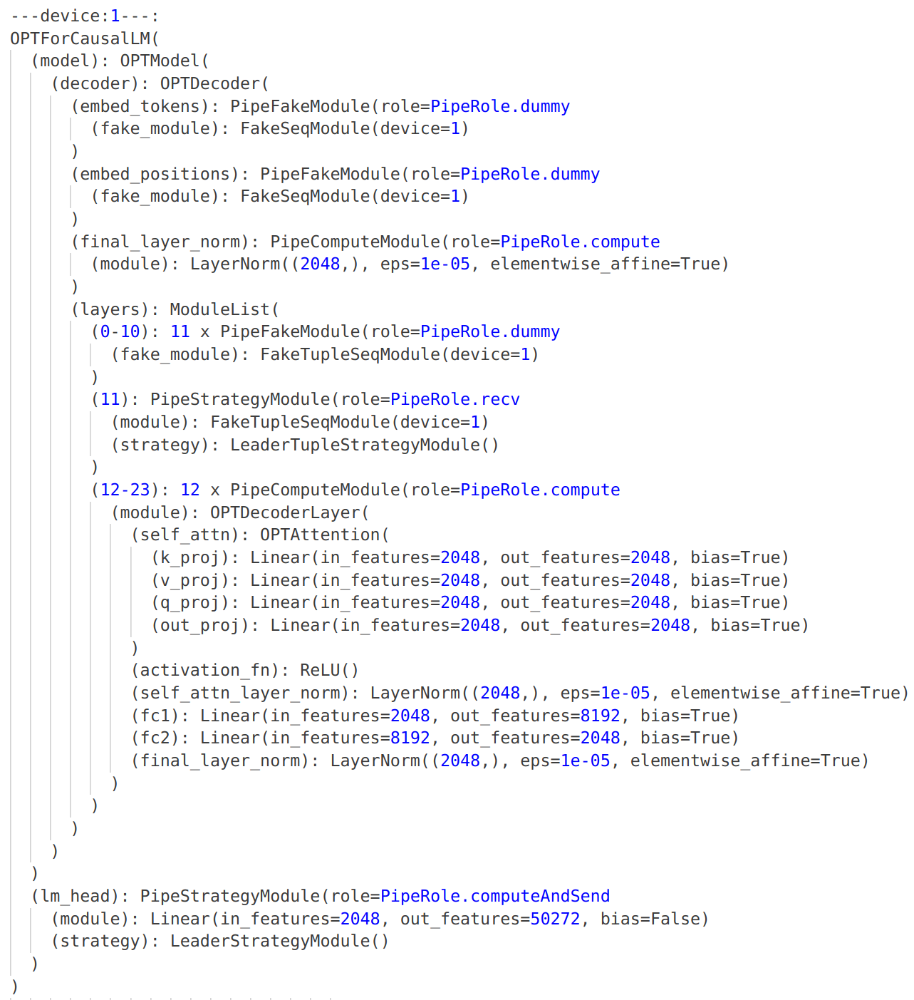 ---device:1---:
OPTForCausalLM(
  (model): OPTModel(
    (decoder): OPTDecoder(
      (embed_tokens): PipeFakeModule(role=PipeRole.dummy
        (fake_module): FakeSeqModule(device=1)
      )
      (embed_positions): PipeFakeModule(role=PipeRole.dummy
        (fake_module): FakeSeqModule(device=1)
      )
      (final_layer_norm): PipeComputeModule(role=PipeRole.compute
        (module): LayerNorm((2048,), eps=1e-05, elementwise_affine=True)
      )
      (layers): ModuleList(
        (0-10): 11 x PipeFakeModule(role=PipeRole.dummy
          (fake_module): FakeTupleSeqModule(device=1)
        )
        (11): PipeStrategyModule(role=PipeRole.recv
          (module): FakeTupleSeqModule(device=1)
          (strategy): LeaderTupleStrategyModule()
        )
        (12-23): 12 x PipeComputeModule(role=PipeRole.compute
          (module): OPTDecoderLayer(
            (self_attn): OPTAttention(
              (k_proj): Linear(in_features=2048, out_features=2048, bias=True)
              (v_proj): Linear(in_features=2048, out_features=2048, bias=True)
              (q_proj): Linear(in_features=2048, out_features=2048, bias=True)
              (out_proj): Linear(in_features=2048, out_features=2048, bias=True)
            )
            (activation_fn): ReLU()
            (self_attn_layer_norm): LayerNorm((2048,), eps=1e-05, elementwise_affine=True)
            (fc1): Linear(in_features=2048, out_features=8192, bias=True)
            (fc2): Linear(in_features=8192, out_features=2048, bias=True)
            (final_layer_norm): LayerNorm((2048,), eps=1e-05, elementwise_affine=True)
          )
        )
      )
    )
  )
  (lm_head): PipeStrategyModule(role=PipeRole.computeAndSend
    (module): Linear(in_features=2048, out_features=50272, bias=False)
    (strategy): LeaderStrategyModule()
  )
)